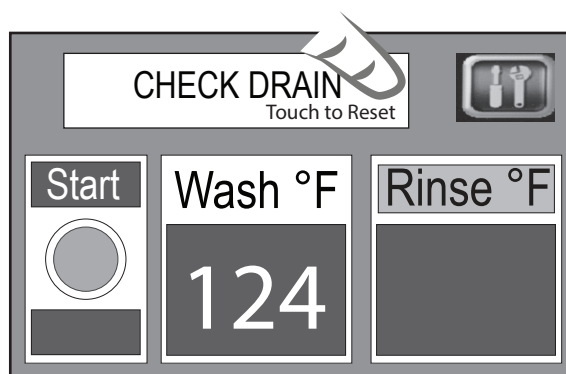 CHECK DRAIN
Touch to Reset
Start
Wash °F
Rinse °F
124